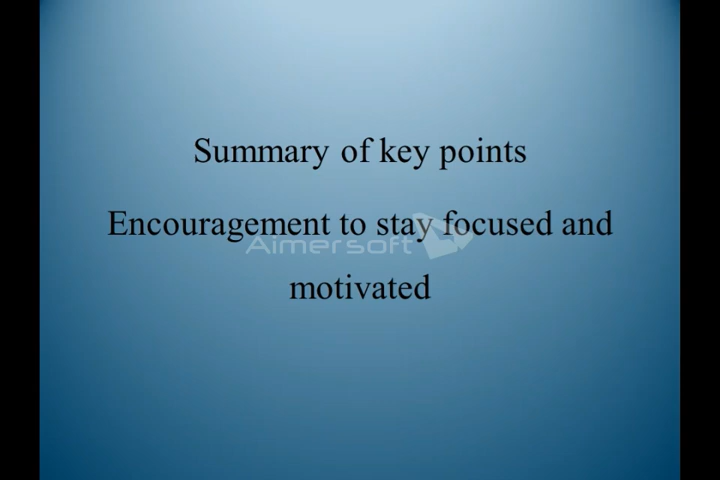 Summary of key points
Encouragement to stay focused and
Aimersoft
motivated